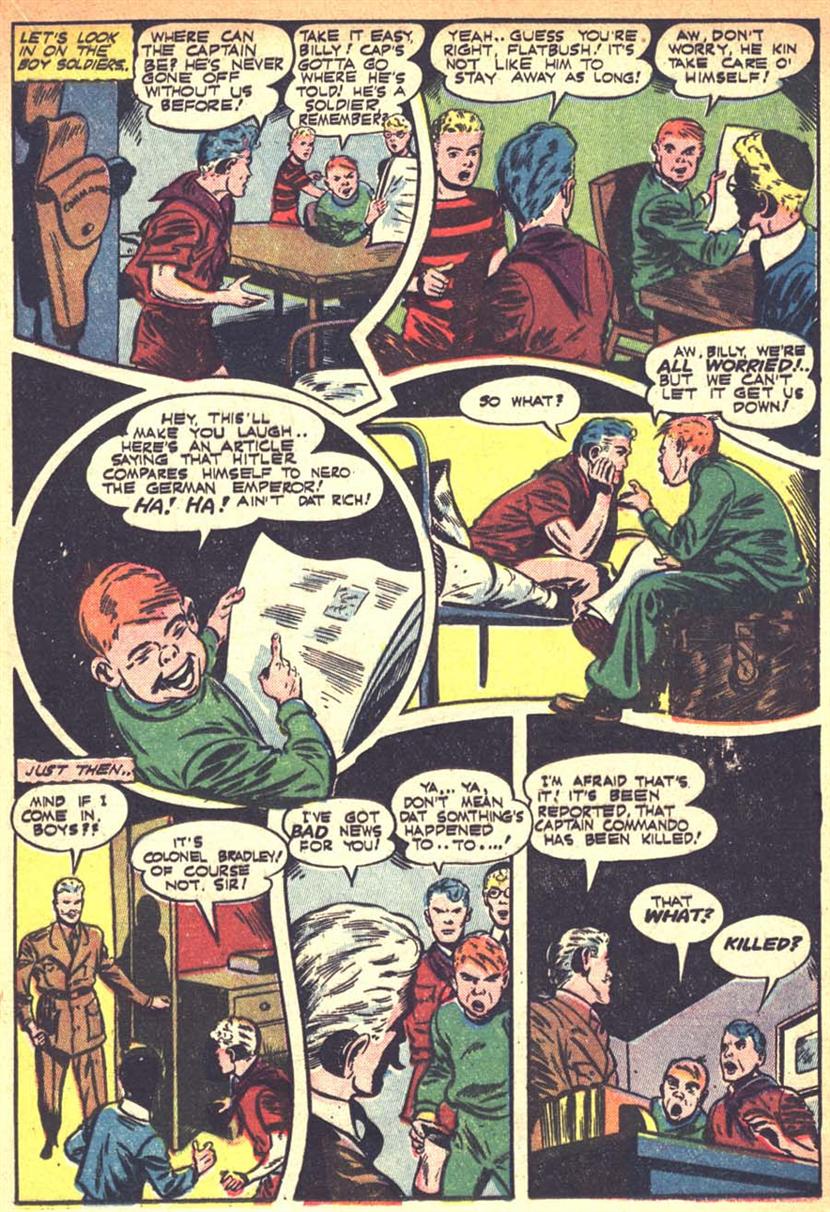 LET'S LOOK
IN ON THE
BOY SOLDIERS..
WHERE CAN
THE CAPTAIN
BE? HE'S NEVER
GONE OFF
WITHOUT US
BEFORE!
TAKE IT EASY,
BILLY! CAP'S
GOTTA GO
WHERE HE'S
TOLD! HE'S A
SOLDIER,
REMEMBER?
COMMANDO
YEAH.. GUESS YOU'RE
RIGHT, FLATBUSH! IT'S
NOT LIKE HIM TO
STAY AWAY AS LONG!
AW, DON'T
WORRY, HE KIN
TAKE CARE O'
HIMSELF!
HEY, THIS'LL
MAKE YOU LAUGH..
HERE'S AN ARTICLE
SAYING THAT HITLER
COMPARES HIMSELF TO NERO
THE GERMAN EMPEROR!
HA! HA! AIN'T DAT RICH!
SO WHAT?
AW, BILLY, WE'RE
ALL WORRIED!..
BUT WE CAN'T
LET IT GET US
DOWN!
JUST THEN..
MIND IF I
COME IN,
BOYS??
IT'S
COLONEL BRADLEY!
OF COURSE
NOT, SIR!
I'VE GOT
BAD NEWS
FOR YOU!
YA... YA,
DON'T MEAN
DAT SOMTHING'S
HAPPENED
TO.. TO....!
I'M AFRAID THAT'S
IT! IT'S BEEN
REPORTED, THAT
CAPTAIN COMMANDO
HAS BEEN KILLED!
THAT
WHAT?
KILLED?